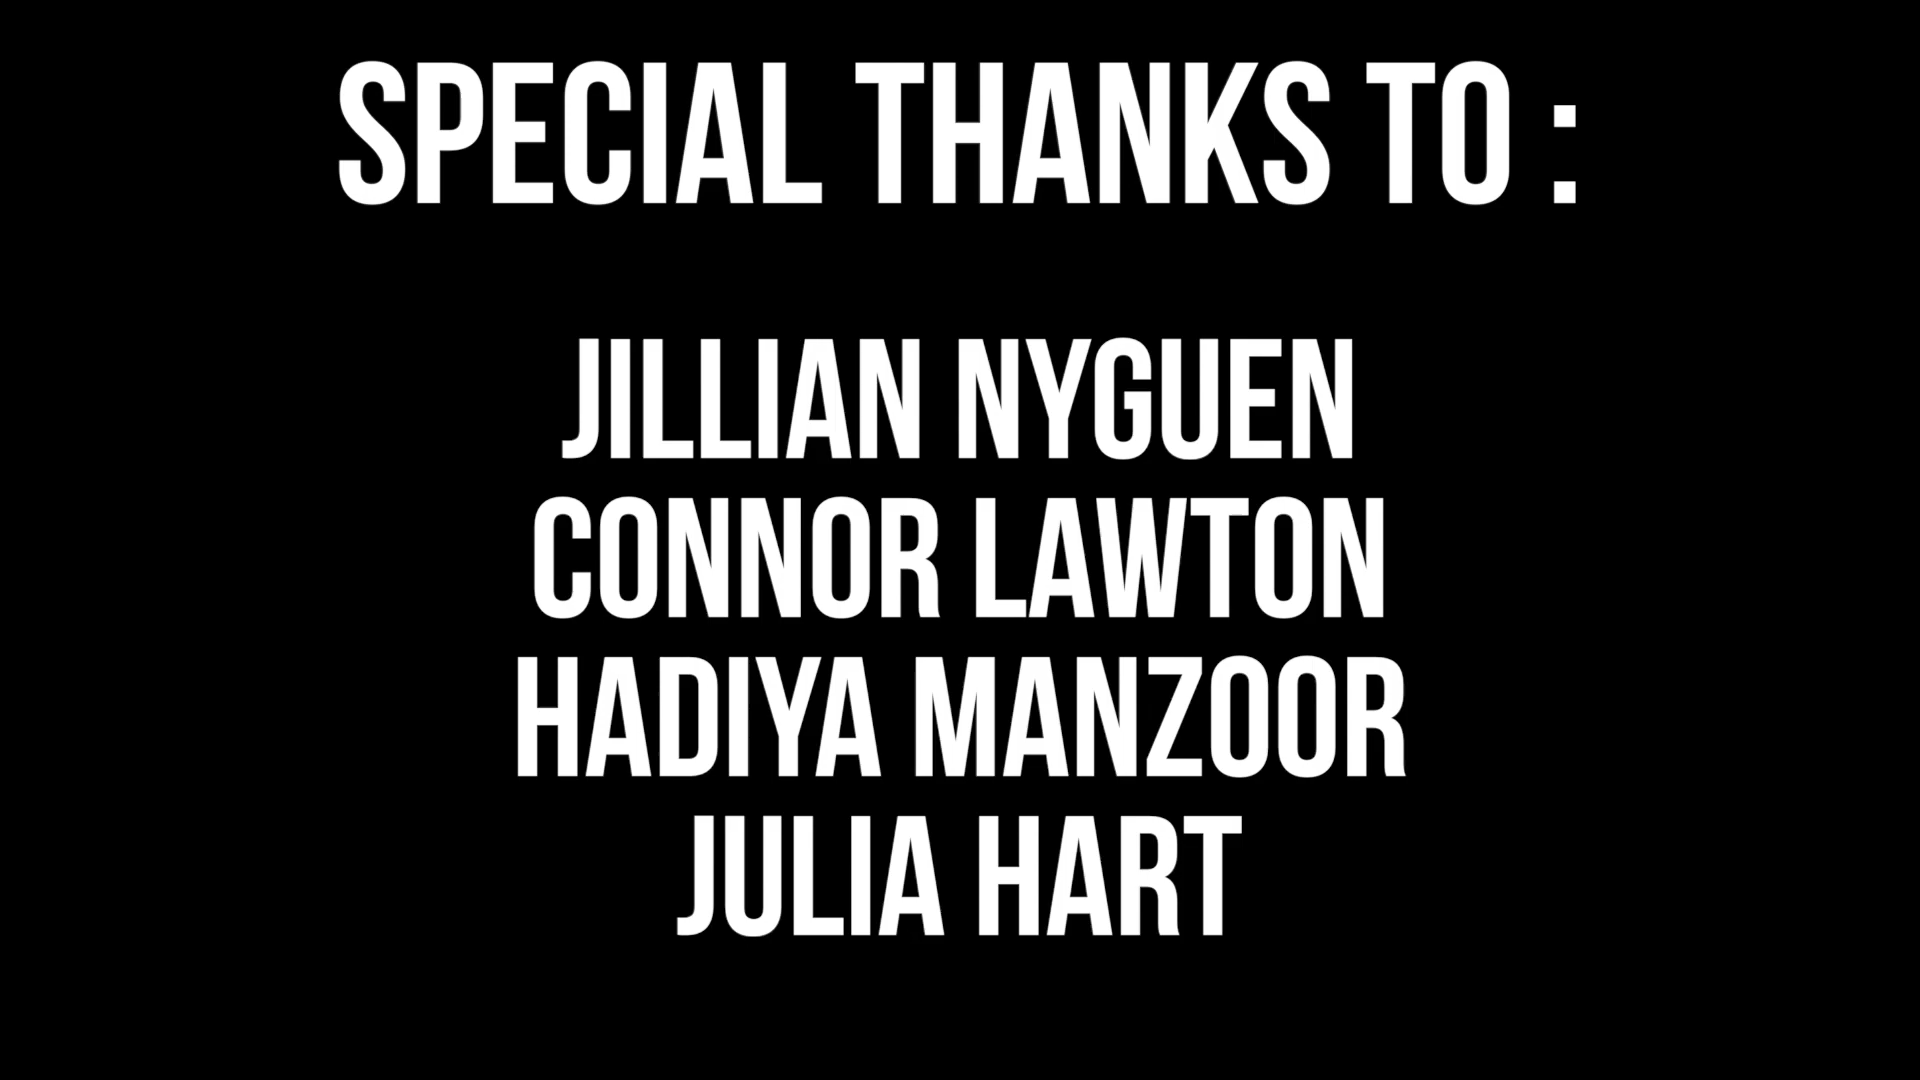 SPECIAL THANKS TO :
JILLIAN NYGUEN
CONNOR LAWTON
HADIYA MANZOOR
JULIA HART